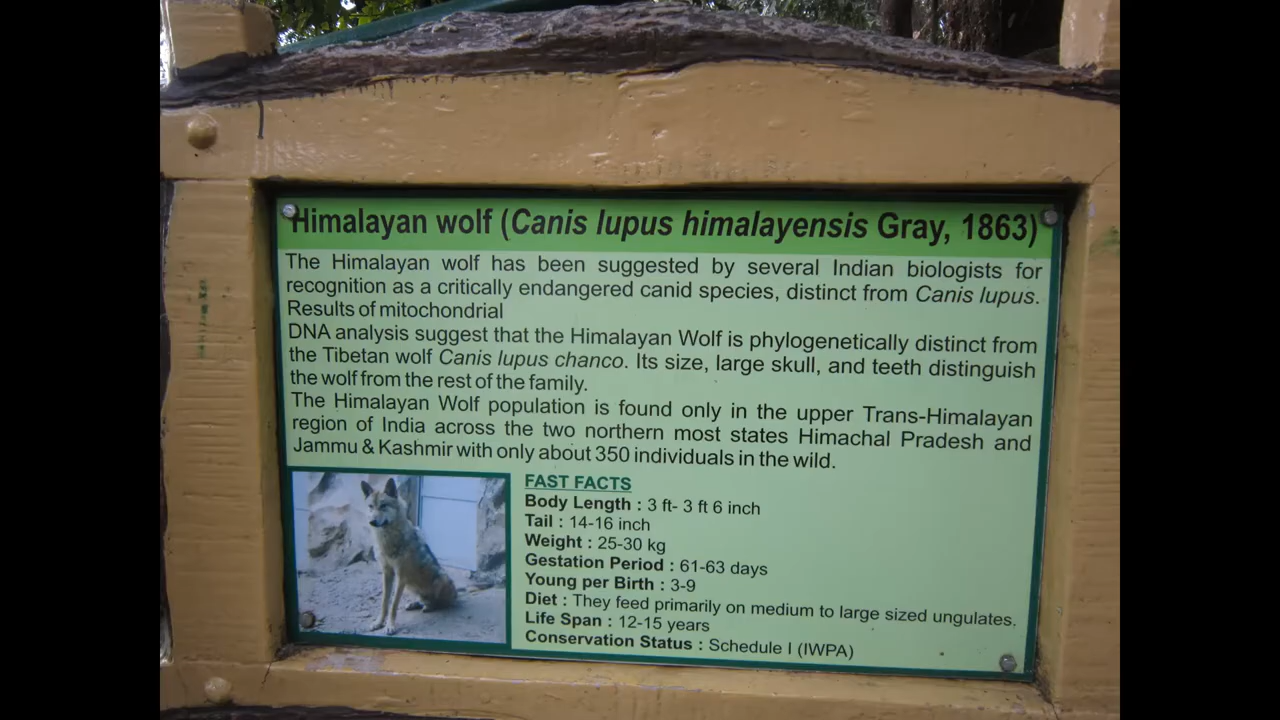 Himalayan wolf (Canis lupus himalayensis Gray, 1863)
The Himalayan wolf has been suggested by several Indian biologists for
recognition as a critically endangered canid species, distinct from Canis lupus.
Results of mitochondrial
DNA analysis suggest that the Himalayan Wolf is phylogenetically distinct from
the Tibetan wolf Canis lupus chanco. Its size, large skull, and teeth distinguish
the wolf from the rest of the family.
The Himalayan Wolf population is found only in the upper Trans-Himalayan
region of India across the two northern most states Himachal Pradesh and
Jammu & Kashmir with only about 350 individuals in the wild.
FAST FACTS
Body Length : 3 ft- 3 ft 6 inch
Tail : 14-16 inch
Weight : 25-30 kg
Gestation Period : 61-63 days
Young per Birth : 3-9
Diet : They feed primarily on medium to large sized ungulates.
Life Span : 12-15 years
Conservation Status : Schedule I (IWPA)